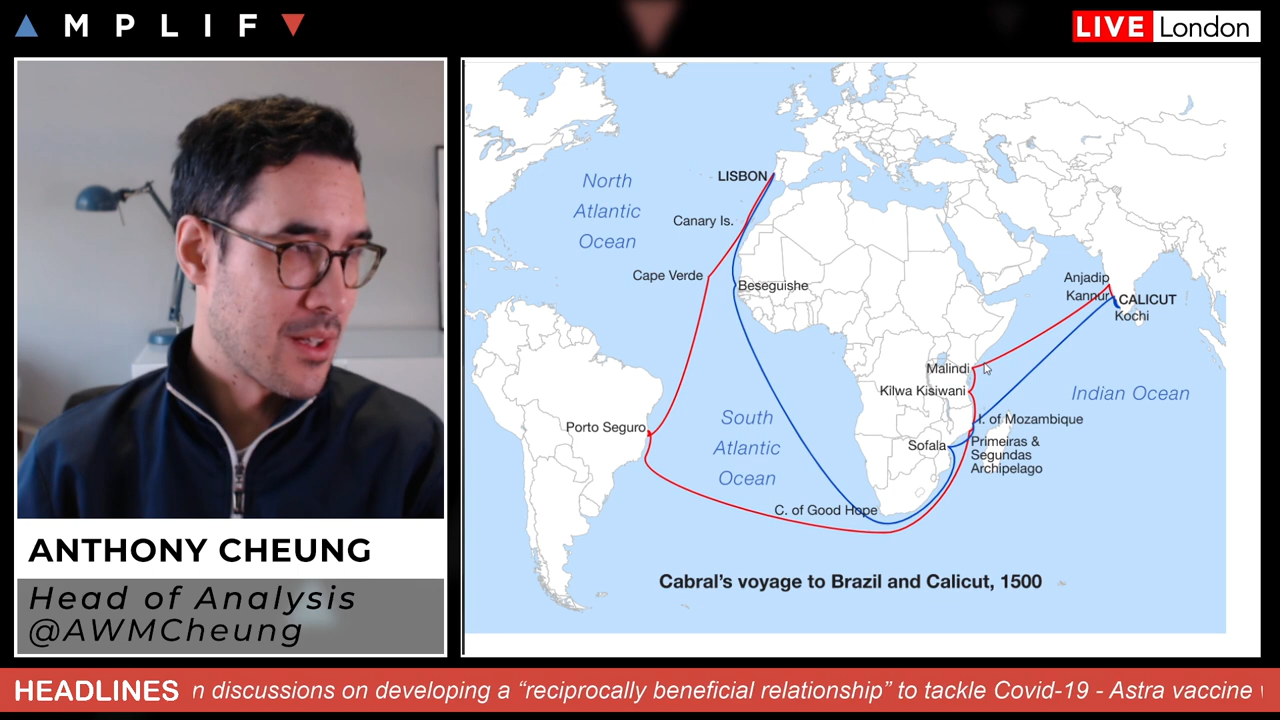 AMPLIFY
LIVE London
LISBON
North
Atlantic
Ocean
Canary Is.
Cape Verde
Beseguishe
Anjadip
Kannur
CALICUT
Kochi
Malindi
Kilwa Kisiwani
Indian Ocean
Porto Seguro
South
Atlantic
Ocean
I. of Mozambique
Sofala
Primeiras &
Segundas
Archipelago
C. of Good Hope
Cabral's voyage to Brazil and Calicut, 1500
ANTHONY CHEUNG
Head of Analysis
@AWMCheung
HEADLINES n discussions on developing a “reciprocally beneficial relationship” to tackle Covid-19 - Astra vaccine